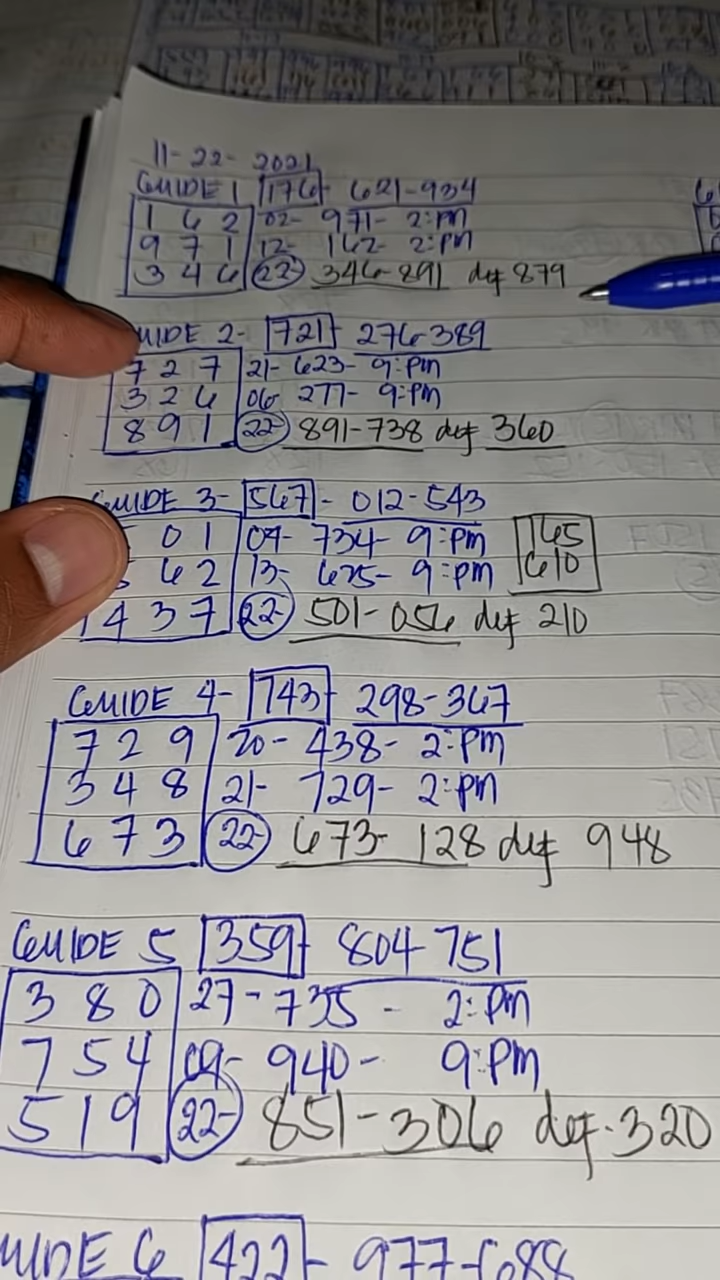 11-22-2021
GUIDE 1 176- 621-934
1 6 2 02- 971- 2:PM
9 7 1 12- 162- 2:PM
3 4 6 22- 346-891 def 879
UIDE 2- 721- 276-389
7 2 7 21- 623- 9:PM
3 2 6 06- 277- 9:PM
8 9 1 22- 891-738 def 360
GUIDE 3- 567- 012-543
0 1 09- 734- 9:PM 165
6 2 13- 625- 9:PM 610
1 4 3 7 22- 501-056 def 210
GUIDE 4- 743- 298-367
7 2 9 20- 438- 2:PM
3 4 8 21- 729- 2:PM
6 7 3 22- 673- 128 def 948
GUIDE 5 359- 804-751
3 8 0 27- 735- 2:PM
7 5 4 09- 940- 9:PM
5 1 9 22- 851-306 def.320
UIDE 6 422- 977-688